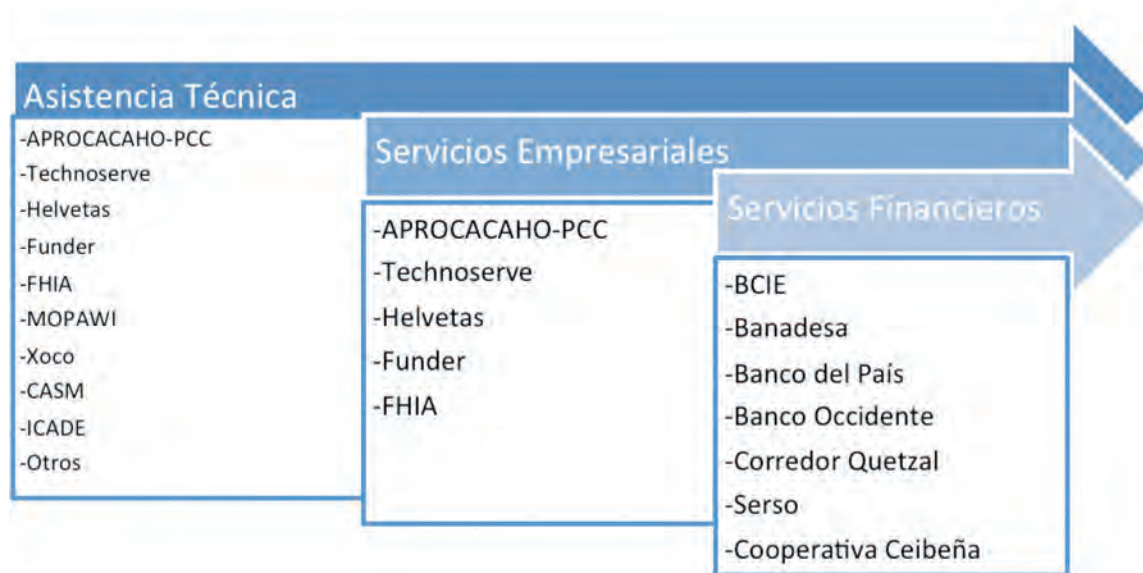 Asistencia Técnica
-APROCACAHO-PCC
-Technoserve
-Helvetas
-Funder
-FHIA
-MOPAWI
-Xoco
-CASM
-ICADE
-Otros
Servicios Empresariales
-APROCACAHO-PCC
-Technoserve
-Helvetas
-Funder
-FHIA
Servicios Financieros
-BCIE
-Banadesa
-Banco del País
-Banco Occidente
-Corredor Quetzal
-Serso
-Cooperativa Ceibeña